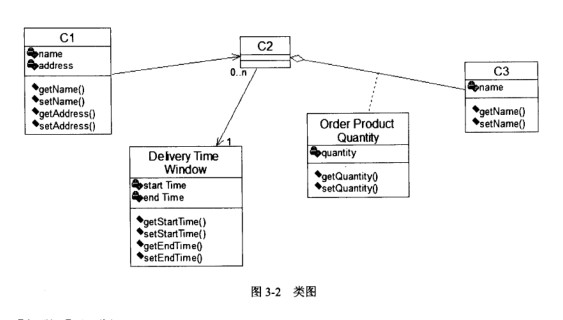 C1
name
address
getName()
setName()
getAddress()
setAddress()
C2
0..n
C3
name
getName()
setName()
Order Product
Quantity
quantity
getQuantity()
setQuantity()
1
Delivery Time
Window
start Time
end Time
getStartTime()
setStartTime()
getEndTime()
setEndTime()
图 3-2 类图